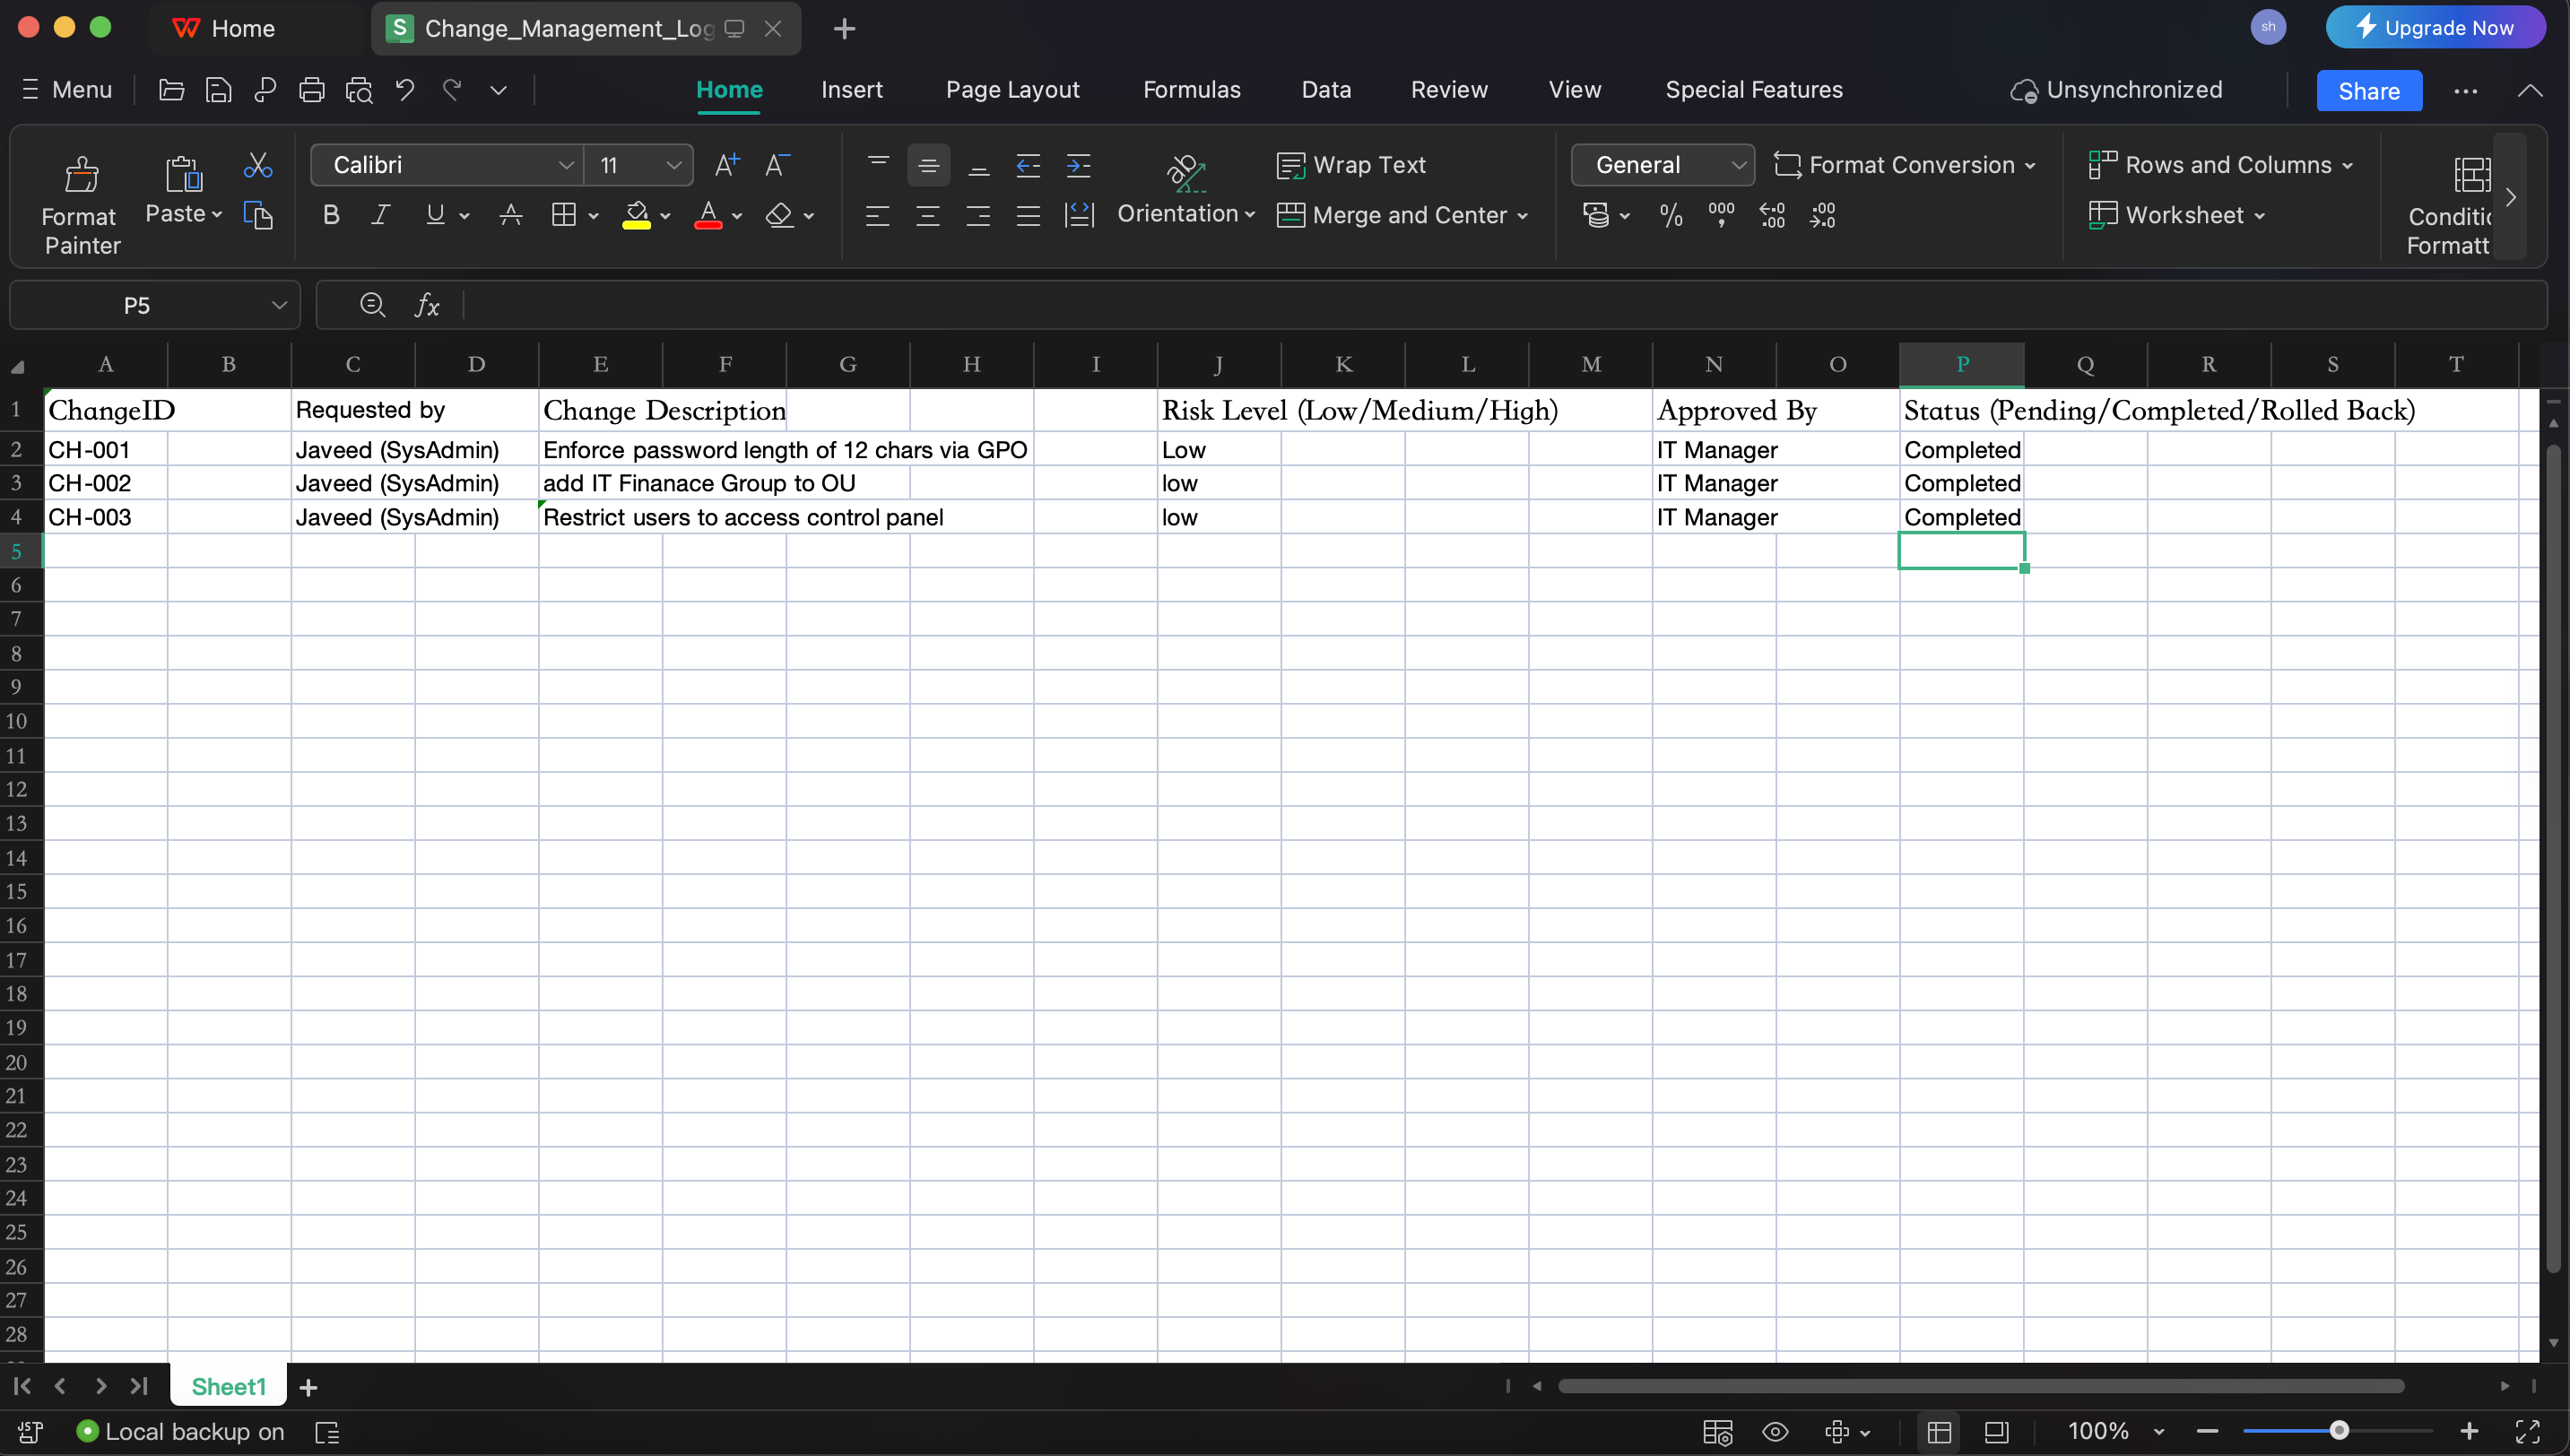 Home Change_Management_Log sh Upgrade Now
Menu Home Insert Page Layout Formulas Data Review View Special Features Unsynchronized Share
Calibri 11 Wrap Text General Format Conversion Rows and Columns
Format Painter Paste Orientation Merge and Center % 000 .00 .00 Worksheet
P5 fx
A B C D E F G H I J K L M N O P Q R S T
1 ChangeID Requested by Change Description Risk Level (Low/Medium/High) Approved By Status (Pending/Completed/Rolled Back)
2 CH-001 Javeed (SysAdmin) Enforce password length of 12 chars via GPO Low IT Manager Completed
3 CH-002 Javeed (SysAdmin) add IT Finanace Group to OU low IT Manager Completed
4 CH-003 Javeed (SysAdmin) Restrict users to access control panel low IT Manager Completed
5
6
7
8
9
10
11
12
13
14
15
16
17
18
19
20
21
22
23
24
25
26
27
28
Sheet1
Local backup on 100%